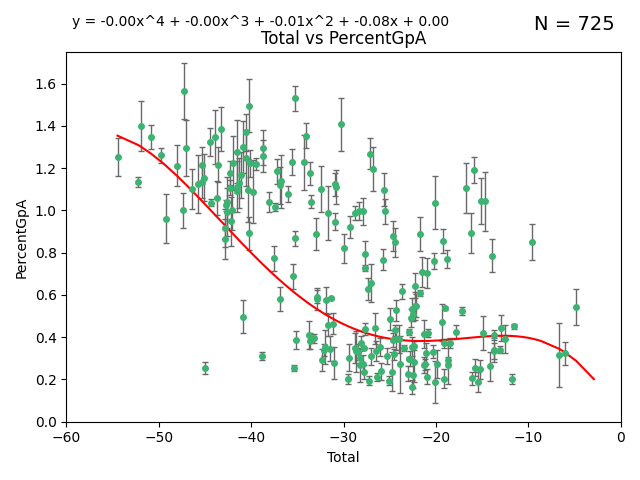 y = -0.00x^4 + -0.00x^3 + -0.01x^2 + -0.08x + 0.00
N = 725
Total vs PercentGpA
PercentGpA
1.6
1.4
1.2
1.0
0.8
0.6
0.4
0.2
0.0
−60 −50 −40 −30 −20 −10 0
Total